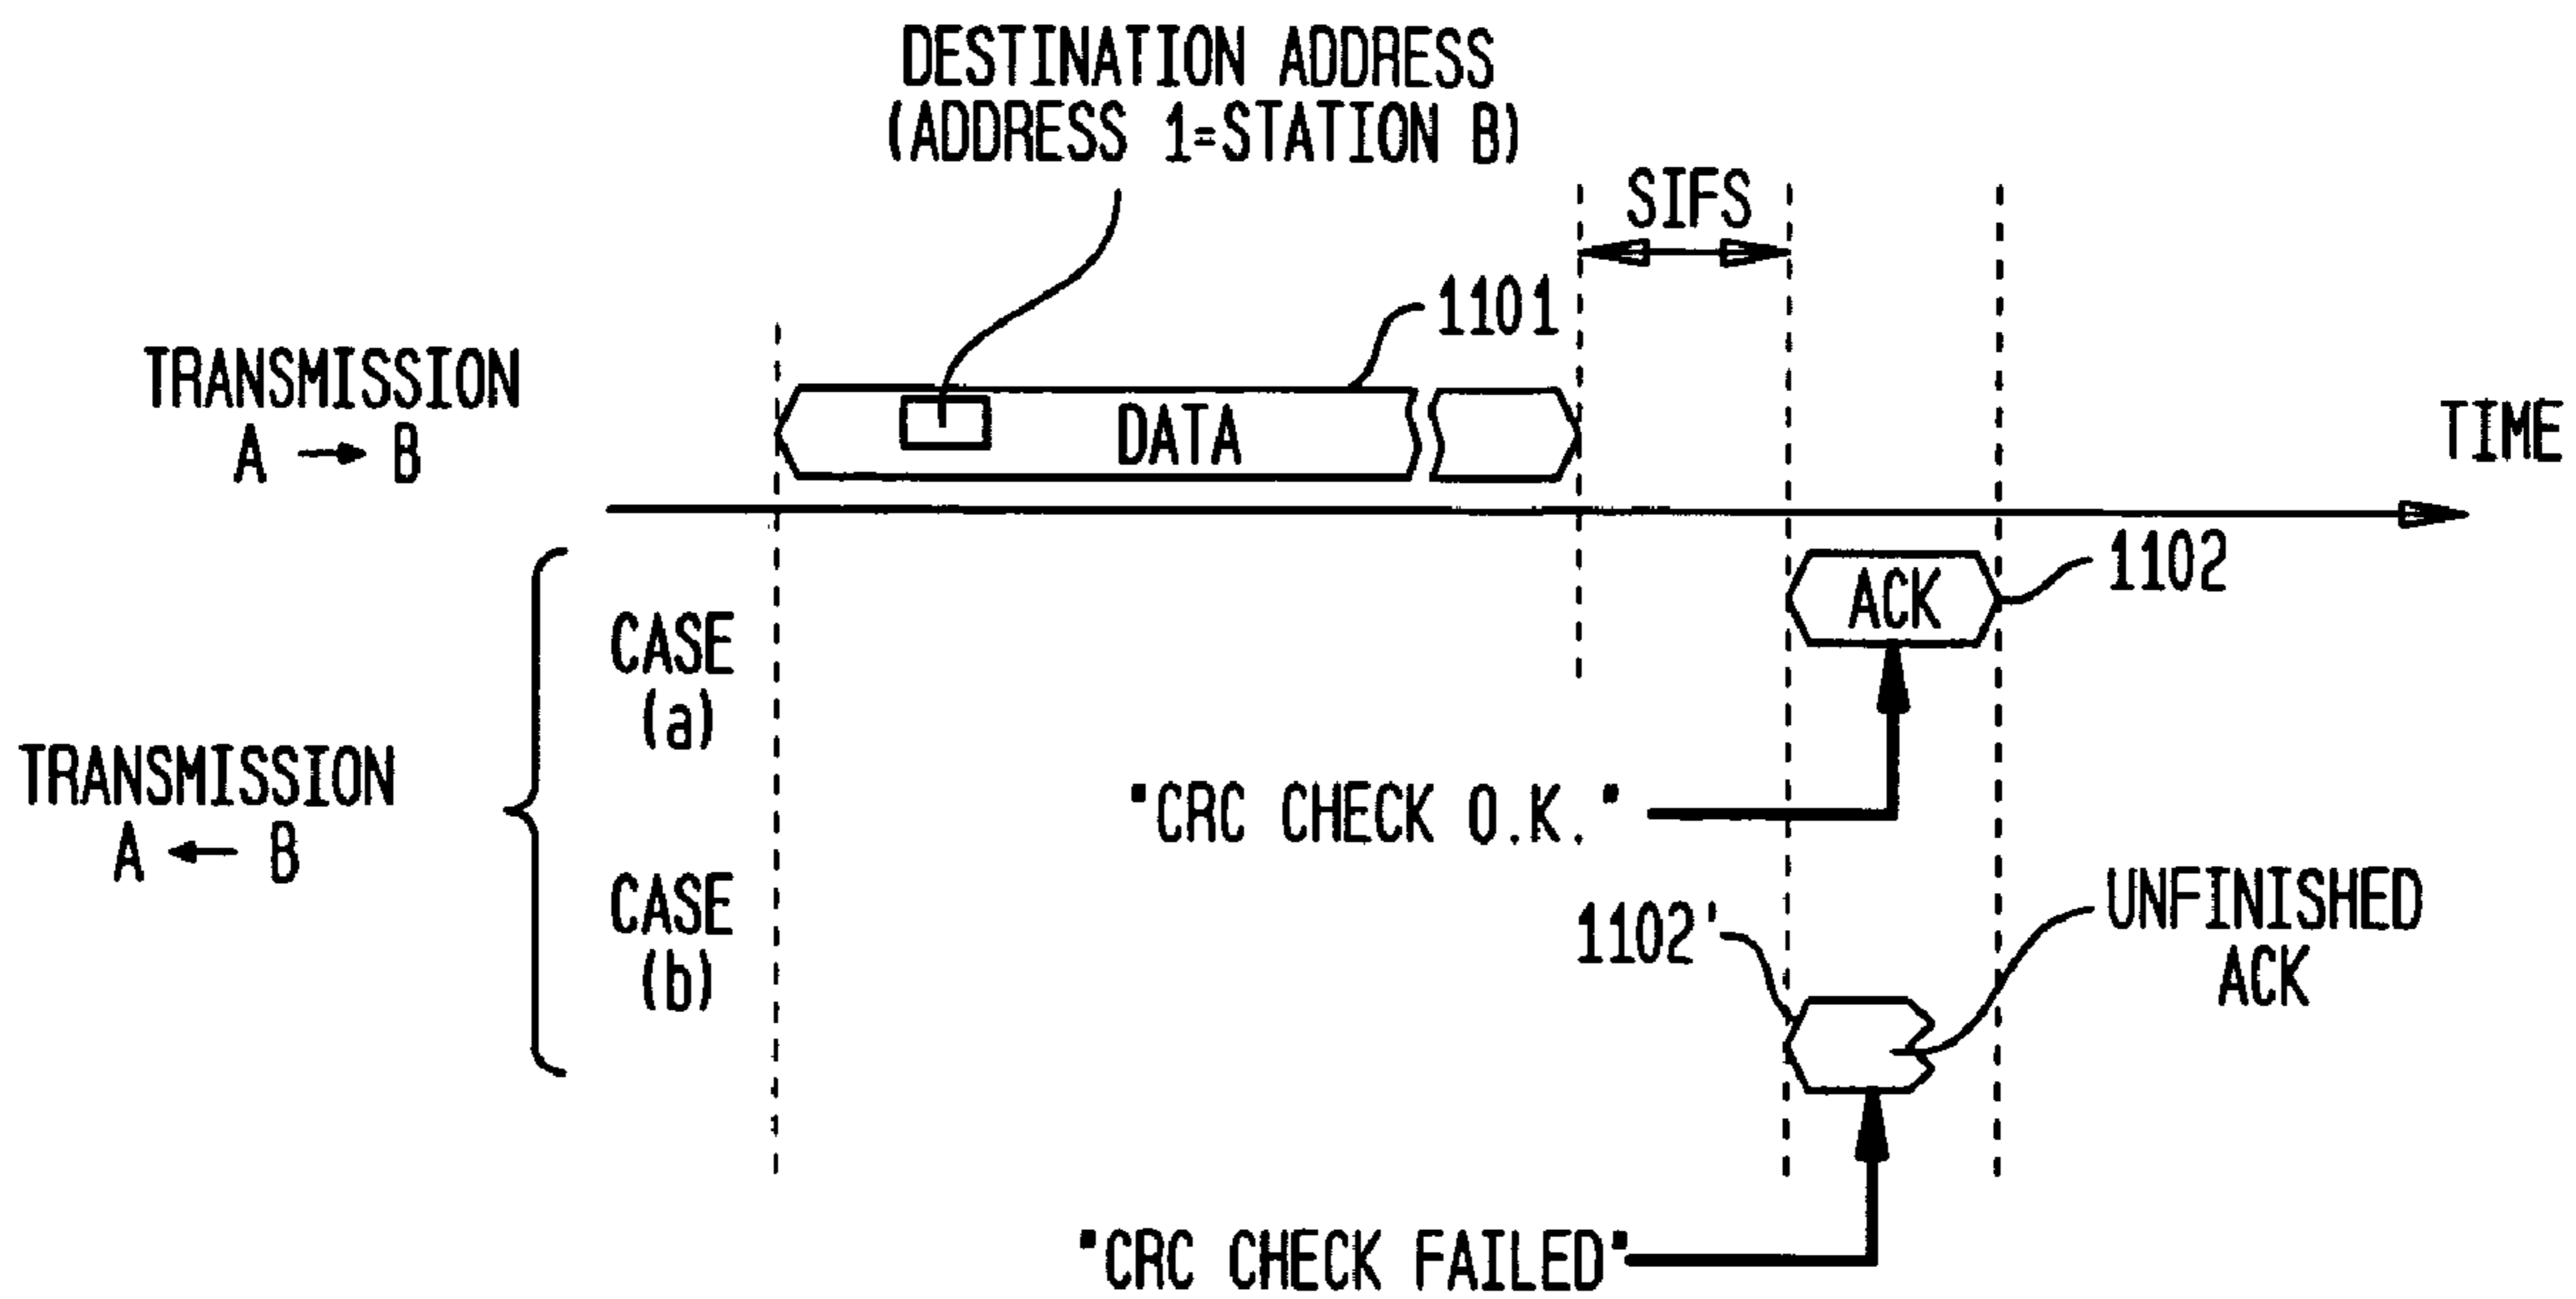 DESTINATION ADDRESS
(ADDRESS 1=STATION B)
SIFS
1101
TRANSMISSION
A → B
DATA
TIME
ACK
1102
CASE
(a)
TRANSMISSION
A ← B
"CRC CHECK O.K."
CASE
(b)
1102'
UNFINISHED
ACK
"CRC CHECK FAILED"